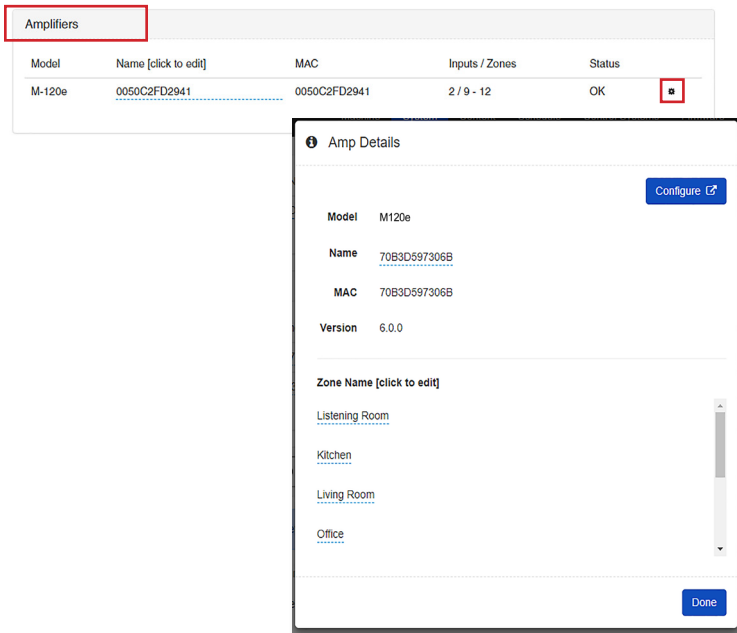 Amplifiers
Model Name [click to edit] MAC Inputs / Zones Status
M-120e 0050C2FD2941 0050C2FD2941 2 / 9 - 12 OK
Amp Details
Configure
Model M120e
Name 70B3D597306B
MAC 70B3D597306B
Version 6.0.0
Zone Name [click to edit]
Listening Room
Kitchen
Living Room
Office
Done